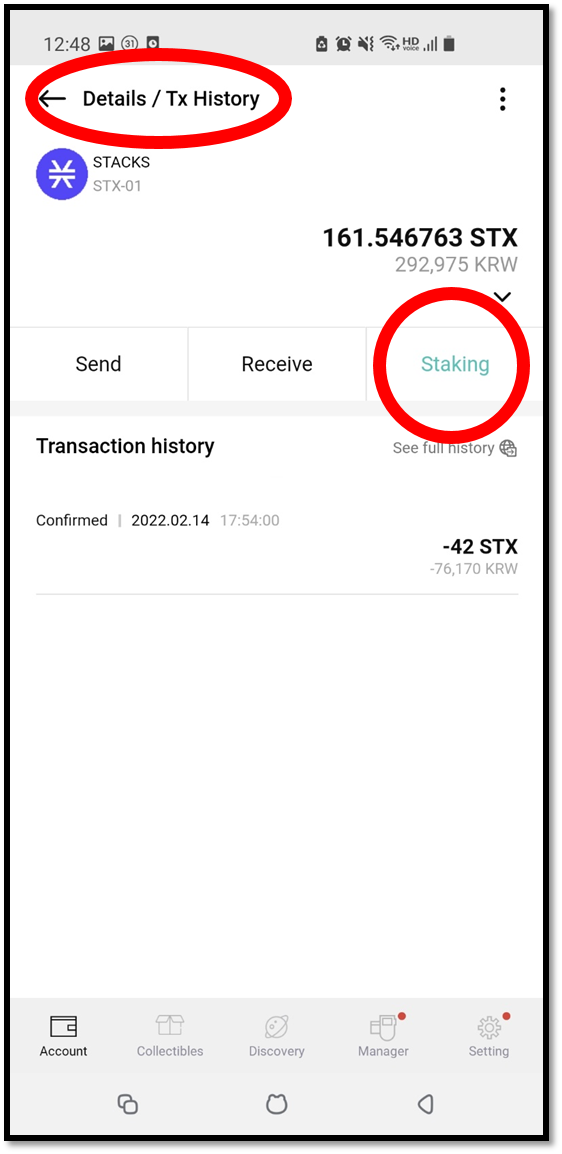 12:48 31 HD voice
Details / Tx History
STACKS
STX-01
161.546763 STX
292,975 KRW
Send Receive Staking
Transaction history See full history
Confirmed 2022.02.14 17:54:00
-42 STX
-76,170 KRW
Account Collectibles Discovery Manager Setting